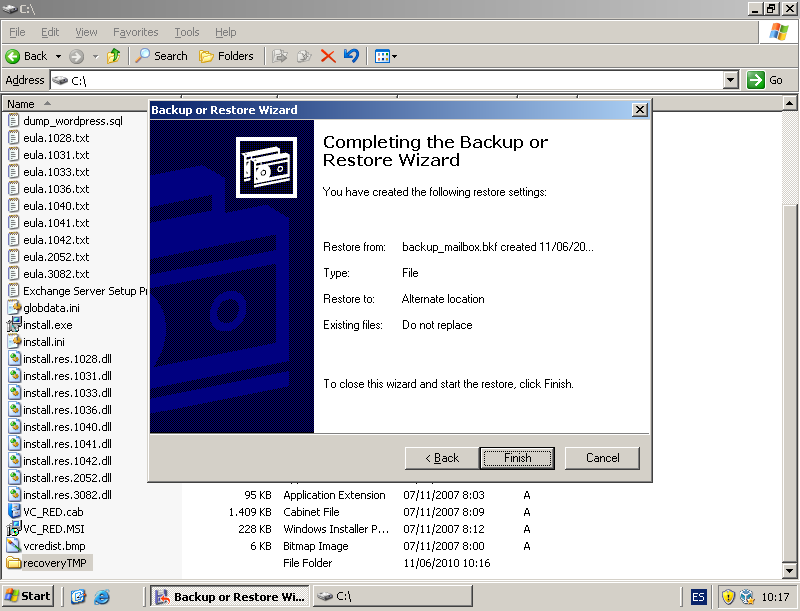 C:\
File Edit View Favorites Tools Help
Back Search Folders
Address C:\ Go
Name
dump_wordpress.sql
eula.1028.txt
eula.1031.txt
eula.1033.txt
eula.1036.txt
eula.1040.txt
eula.1041.txt
eula.1042.txt
eula.2052.txt
eula.3082.txt
Exchange Server Setup Pr
globdata.ini
install.exe
install.ini
install.res.1028.dll
install.res.1031.dll
install.res.1033.dll
install.res.1036.dll
install.res.1040.dll
install.res.1041.dll
install.res.1042.dll
install.res.2052.dll
install.res.3082.dll 95 KB Application Extension 07/11/2007 8:03 A
VC_RED.cab 1.409 KB Cabinet File 07/11/2007 8:09 A
VC_RED.MSI 228 KB Windows Installer P... 07/11/2007 8:12 A
vcredist.bmp 6 KB Bitmap Image 07/11/2007 8:00 A
recoveryTMP File Folder 11/06/2010 10:16
Backup or Restore Wizard
Completing the Backup or
Restore Wizard
You have created the following restore settings:
Restore from: backup_mailbox.bkf created 11/06/20...
Type: File
Restore to: Alternate location
Existing files: Do not replace
To close this wizard and start the restore, click Finish.
< Back Finish Cancel
Start Backup or Restore Wi... C:\ ES 10:17